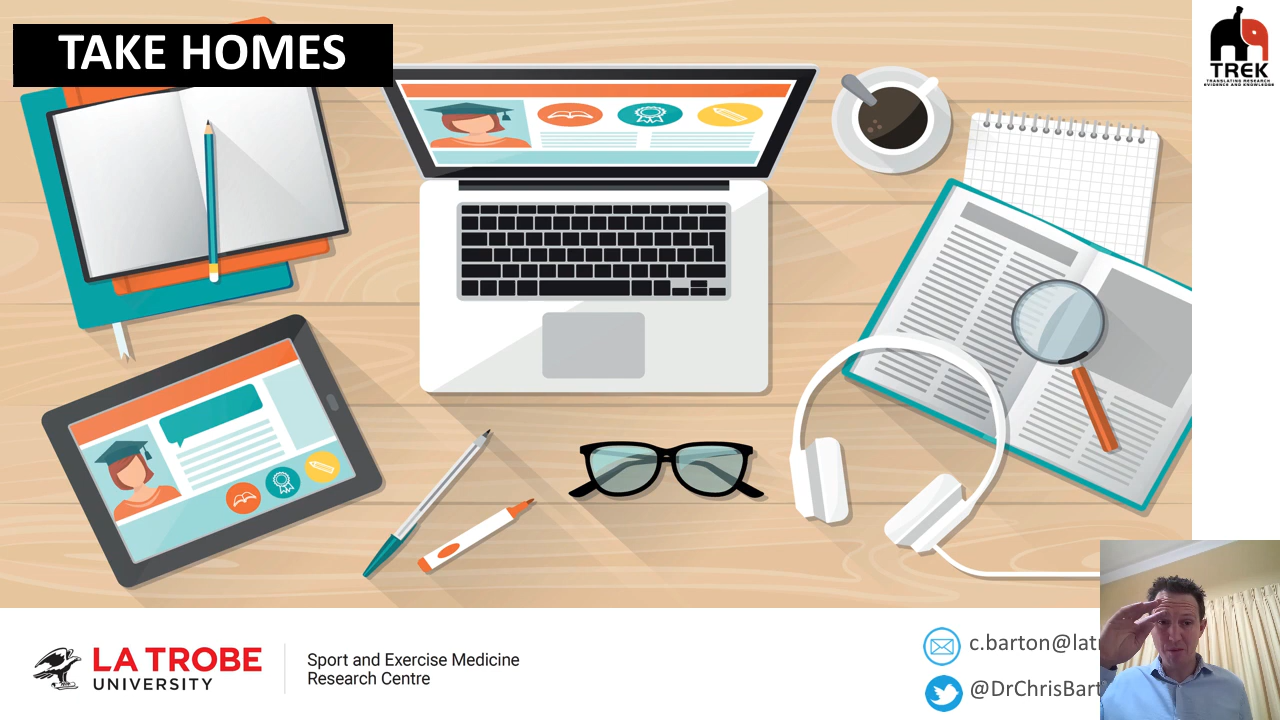 TAKE HOMES
TREK
TRANSLATING RESEARCH
EVIDENCE AND KNOWLEDGE
LA TROBE
UNIVERSITY
Sport and Exercise Medicine
Research Centre
c.barton@latr
@DrChrisBart